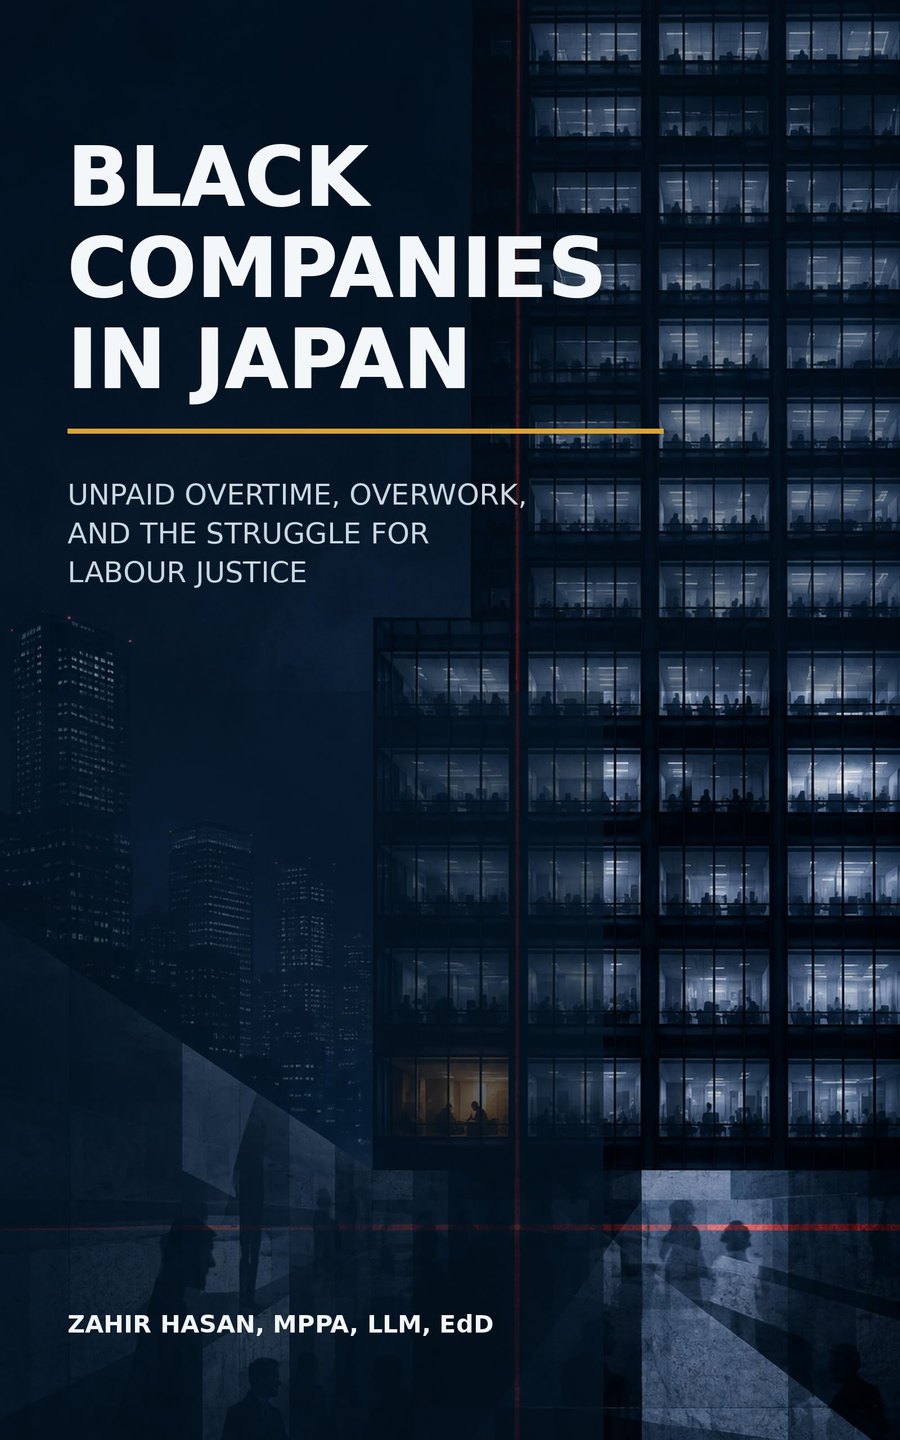 BLACK
COMPANIES
IN JAPAN
UNPAID OVERTIME, OVERWORK,
AND THE STRUGGLE FOR
LABOUR JUSTICE
ZAHIR HASAN, MPPA, LLM, EdD